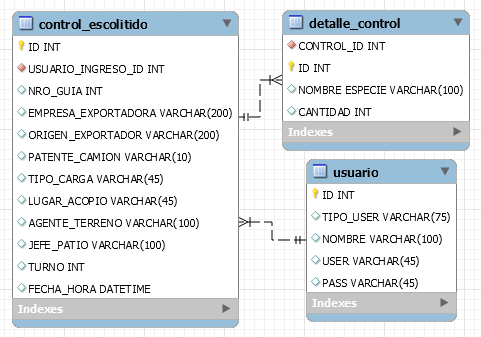 control_escolitido
ID INT
USUARIO_INGRESO_ID INT
NRO_GUIA INT
EMPRESA_EXPORTADORA VARCHAR(200)
ORIGEN_EXPORTADOR VARCHAR(200)
PATENTE_CAMION VARCHAR(10)
TIPO_CARGA VARCHAR(45)
LUGAR_ACOPIO VARCHAR(45)
AGENTE_TERRENO VARCHAR(100)
JEFE_PATIO VARCHAR(100)
TURNO INT
FECHA_HORA DATETIME
Indexes
detalle_control
CONTROL_ID INT
ID INT
NOMBRE ESPECIE VARCHAR(100)
CANTIDAD INT
Indexes
usuario
ID INT
TIPO_USER VARCHAR(75)
NOMBRE VARCHAR(100)
USER VARCHAR(45)
PASS VARCHAR(45)
Indexes